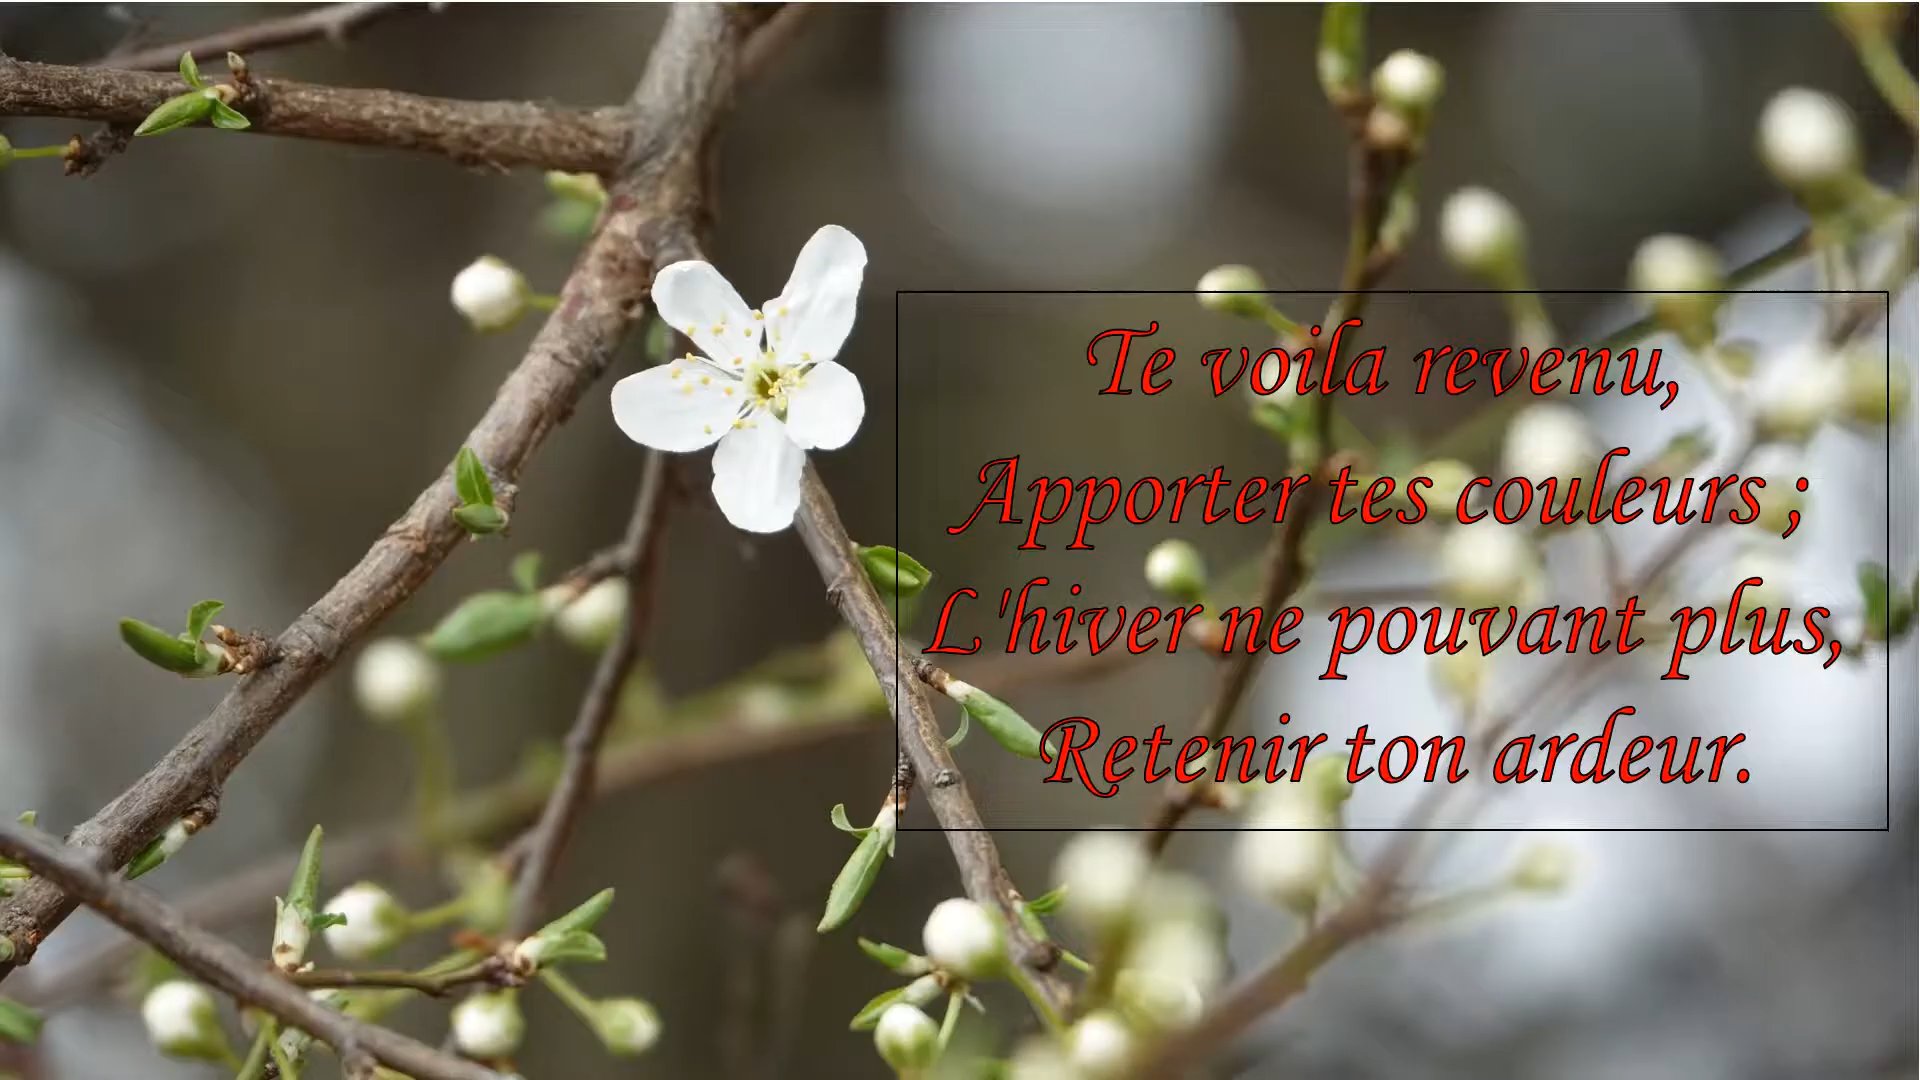 Te voila revenu,
Apporter tes couleurs ;
L'hiver ne pouvant plus,
Retenir ton ardeur.